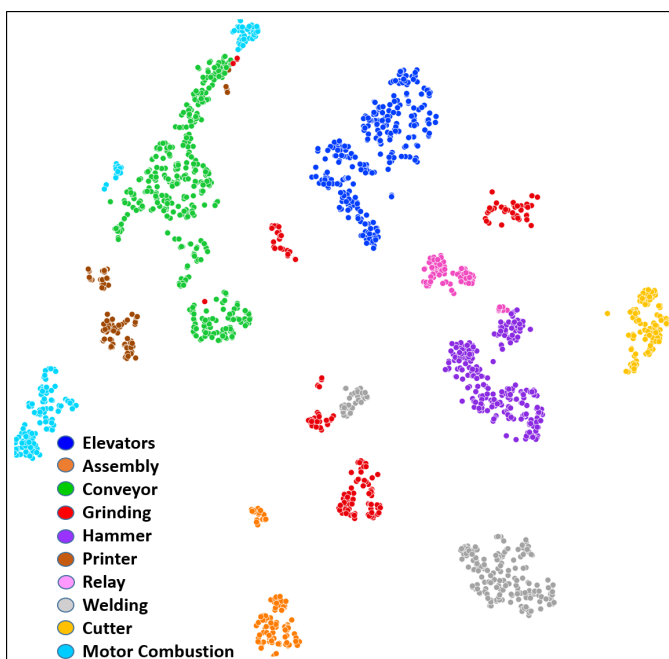 Elevators
Assembly
Conveyor
Grinding
Hammer
Printer
Relay
Welding
Cutter
Motor Combustion